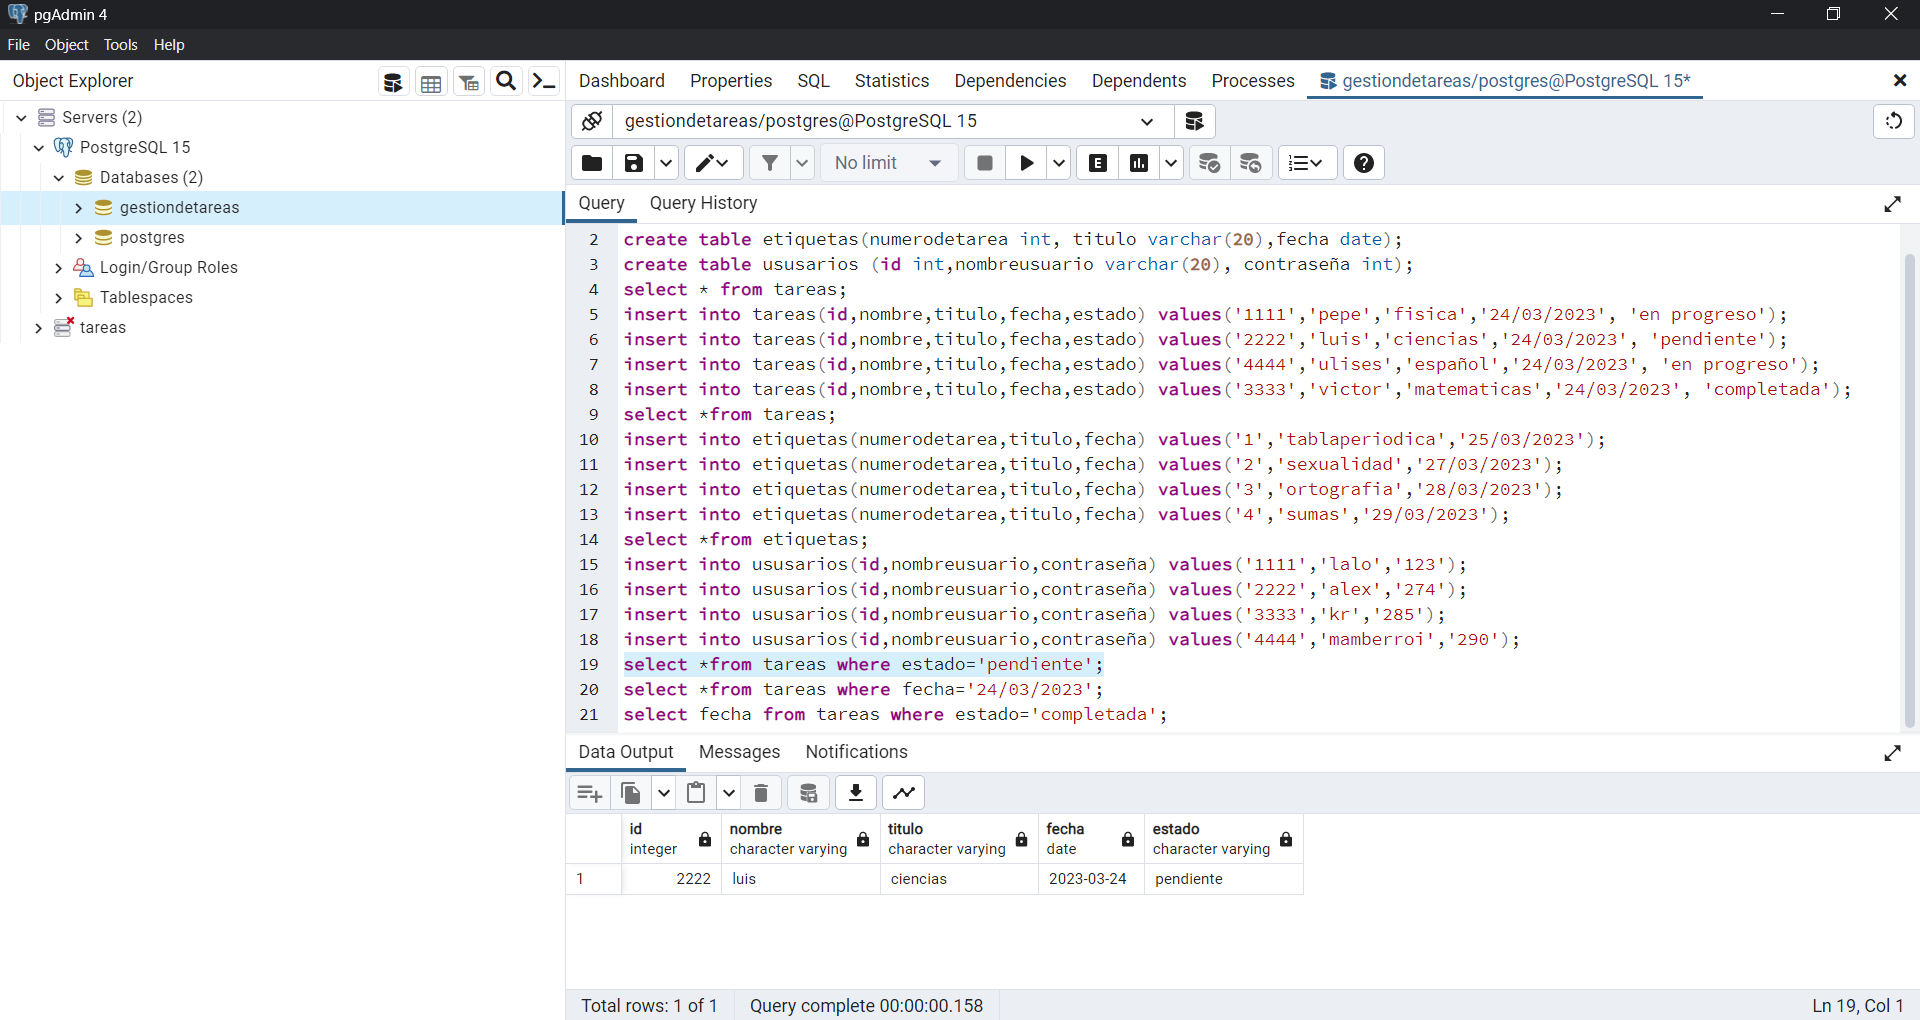 pgAdmin 4
File Object Tools Help
Object Explorer
Servers (2)
PostgreSQL 15
Databases (2)
gestiondetareas
postgres
Login/Group Roles
Tablespaces
tareas
Dashboard Properties SQL Statistics Dependencies Dependents Processes gestiondetareas/postgres@PostgreSQL 15*
gestiondetareas/postgres@PostgreSQL 15
No limit E
Query Query History
2 create table etiquetas(numerodetarea int, titulo varchar(20),fecha date);
3 create table ususarios (id int,nombreusuario varchar(20), contraseña int);
4 select * from tareas;
5 insert into tareas(id,nombre,titulo,fecha,estado) values('1111','pepe','fisica','24/03/2023', 'en progreso');
6 insert into tareas(id,nombre,titulo,fecha,estado) values('2222','luis','ciencias','24/03/2023', 'pendiente');
7 insert into tareas(id,nombre,titulo,fecha,estado) values('4444','ulises','español','24/03/2023', 'en progreso');
8 insert into tareas(id,nombre,titulo,fecha,estado) values('3333','victor','matematicas','24/03/2023', 'completada');
9 select *from tareas;
10 insert into etiquetas(numerodetarea,titulo,fecha) values('1','tablaperiodica','25/03/2023');
11 insert into etiquetas(numerodetarea,titulo,fecha) values('2','sexualidad','27/03/2023');
12 insert into etiquetas(numerodetarea,titulo,fecha) values('3','ortografia','28/03/2023');
13 insert into etiquetas(numerodetarea,titulo,fecha) values('4','sumas','29/03/2023');
14 select *from etiquetas;
15 insert into ususarios(id,nombreusuario,contraseña) values('1111','lalo','123');
16 insert into ususarios(id,nombreusuario,contraseña) values('2222','alex','274');
17 insert into ususarios(id,nombreusuario,contraseña) values('3333','kr','285');
18 insert into ususarios(id,nombreusuario,contraseña) values('4444','mamberroi','290');
19 select *from tareas where estado='pendiente';
20 select *from tareas where fecha='24/03/2023';
21 select fecha from tareas where estado='completada';
Data Output Messages Notifications
id nombre titulo fecha estado
integer character varying character varying date character varying
1 2222 luis ciencias 2023-03-24 pendiente
Total rows: 1 of 1 Query complete 00:00:00.158 Ln 19, Col 1